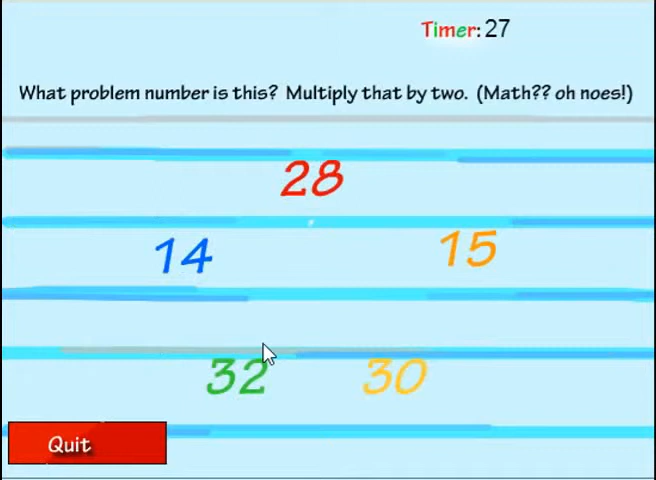 Timer: 27
What problem number is this? Multiply that by two. (Math?? oh noes!)
28
14
15
32
30
Quit